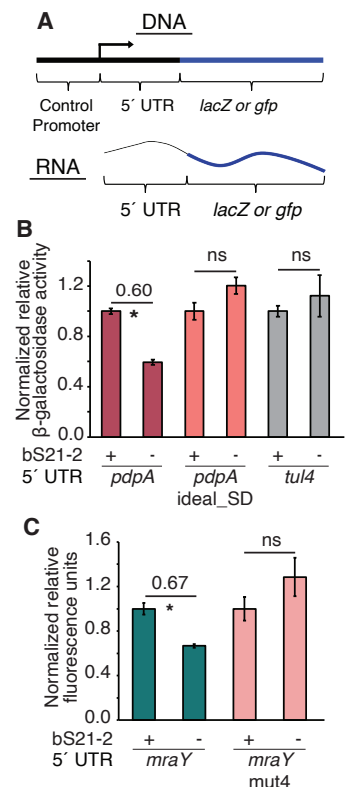 A
DNA
Control Promoter
5´ UTR
lacZ or gfp
RNA
5´ UTR
lacZ or gfp
B
Normalized relative
β-galactosidase activity
1.2
0.8
0.4
0.0
0.60
*
ns
ns
bS21-2 + - + - + -
5´ UTR pdpA pdpA tul4
ideal_SD
C
Normalized relative
fluorescence units
1.6
1.2
0.8
0.4
0.0
0.67
*
ns
bS21-2 + - + -
5´ UTR mraY mraY
mut4